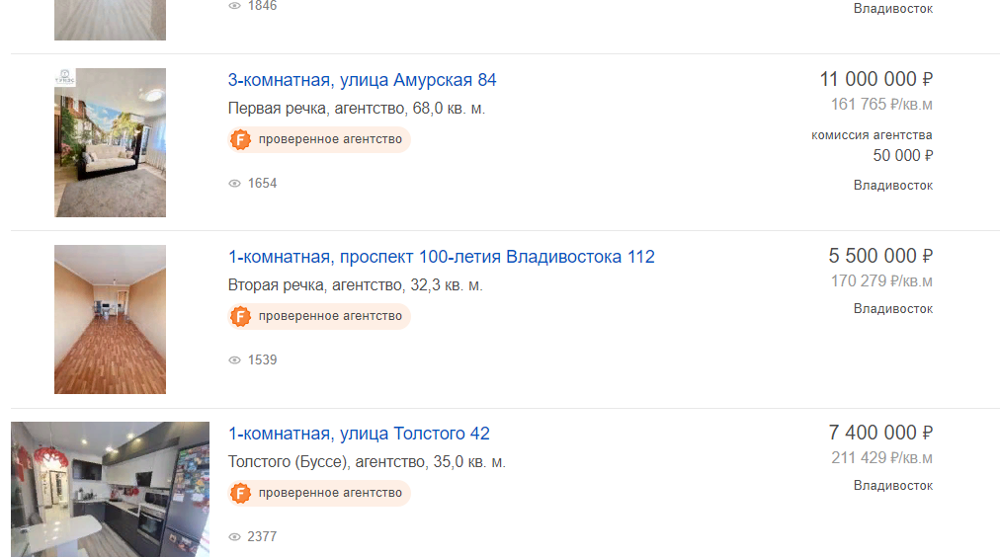 1846
Владивосток
3-комнатная, улица Амурская 84
11 000 000 ₽
Первая речка, агентство, 68,0 кв. м.
161 765 ₽/кв.м
F проверенное агентство
комиссия агентства
50 000 ₽
1654
Владивосток
1-комнатная, проспект 100-летия Владивостока 112
5 500 000 ₽
Вторая речка, агентство, 32,3 кв. м.
170 279 ₽/кв.м
F проверенное агентство
Владивосток
1539
1-комнатная, улица Толстого 42
7 400 000 ₽
Толстого (Буссе), агентство, 35,0 кв. м.
211 429 ₽/кв.м
F проверенное агентство
Владивосток
2377